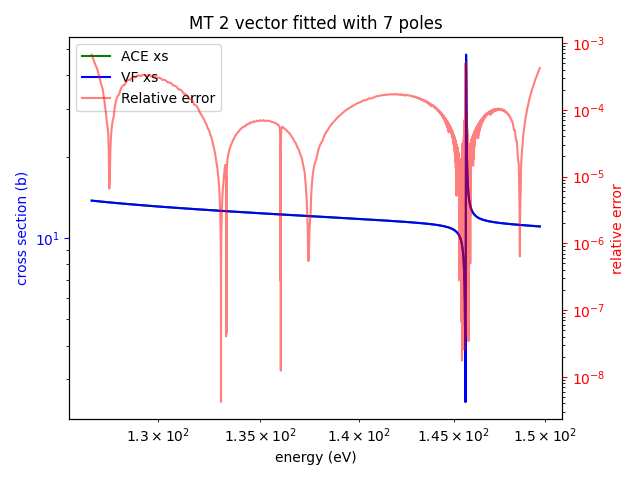 MT 2 vector fitted with 7 poles
ACE xs
VF xs
Relative error
cross section (b)
10¹
10⁻³
10⁻⁴
10⁻⁵
10⁻⁶
10⁻⁷
10⁻⁸
relative error
1.3 × 10² 1.35 × 10² 1.4 × 10² 1.45 × 10² 1.5 × 10²
energy (eV)